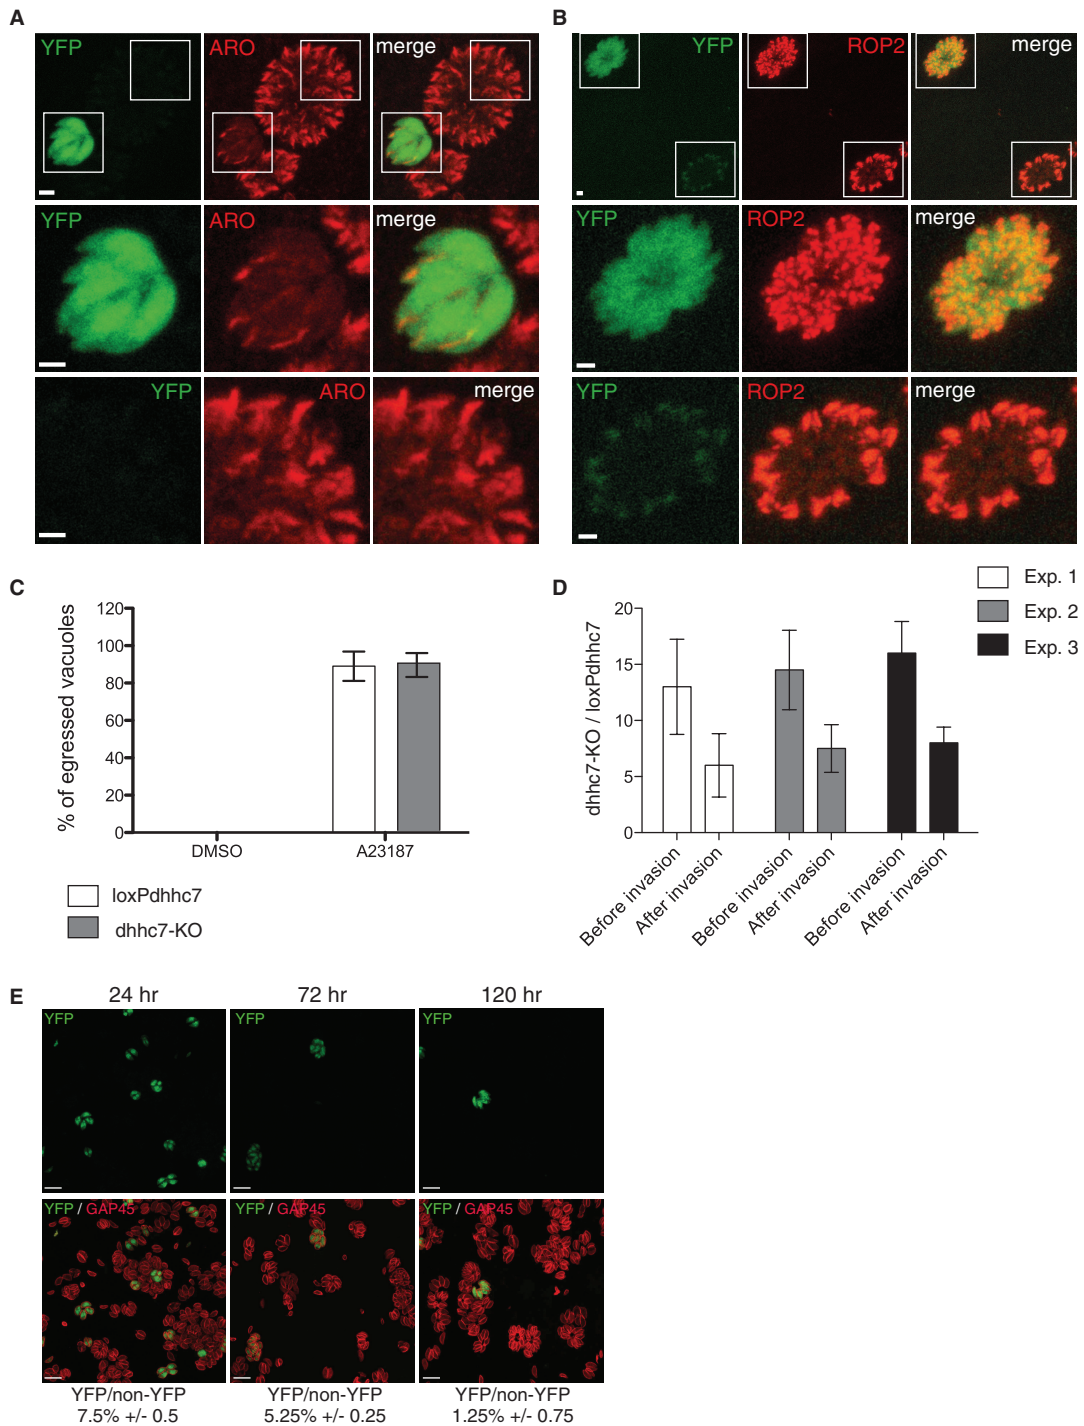 A
YFP
ARO
merge
YFP
ARO
merge
YFP
ARO
merge
B
YFP
ROP2
merge
YFP
ROP2
merge
YFP
ROP2
merge
C
% of egressed vacuoles
120
100
80
60
40
20
0
DMSO
A23187
loxPdhhc7
dhhc7-KO
D
Exp. 1
Exp. 2
Exp. 3
dhhc7-KO / loxPdhhc7
20
15
10
5
0
Before invasion
After invasion
Before invasion
After invasion
Before invasion
After invasion
E
24 hr
72 hr
120 hr
YFP
YFP
YFP
YFP / GAP45
YFP / GAP45
YFP / GAP45
YFP/non-YFP
7.5% +/- 0.5
YFP/non-YFP
5.25% +/- 0.25
YFP/non-YFP
1.25% +/- 0.75